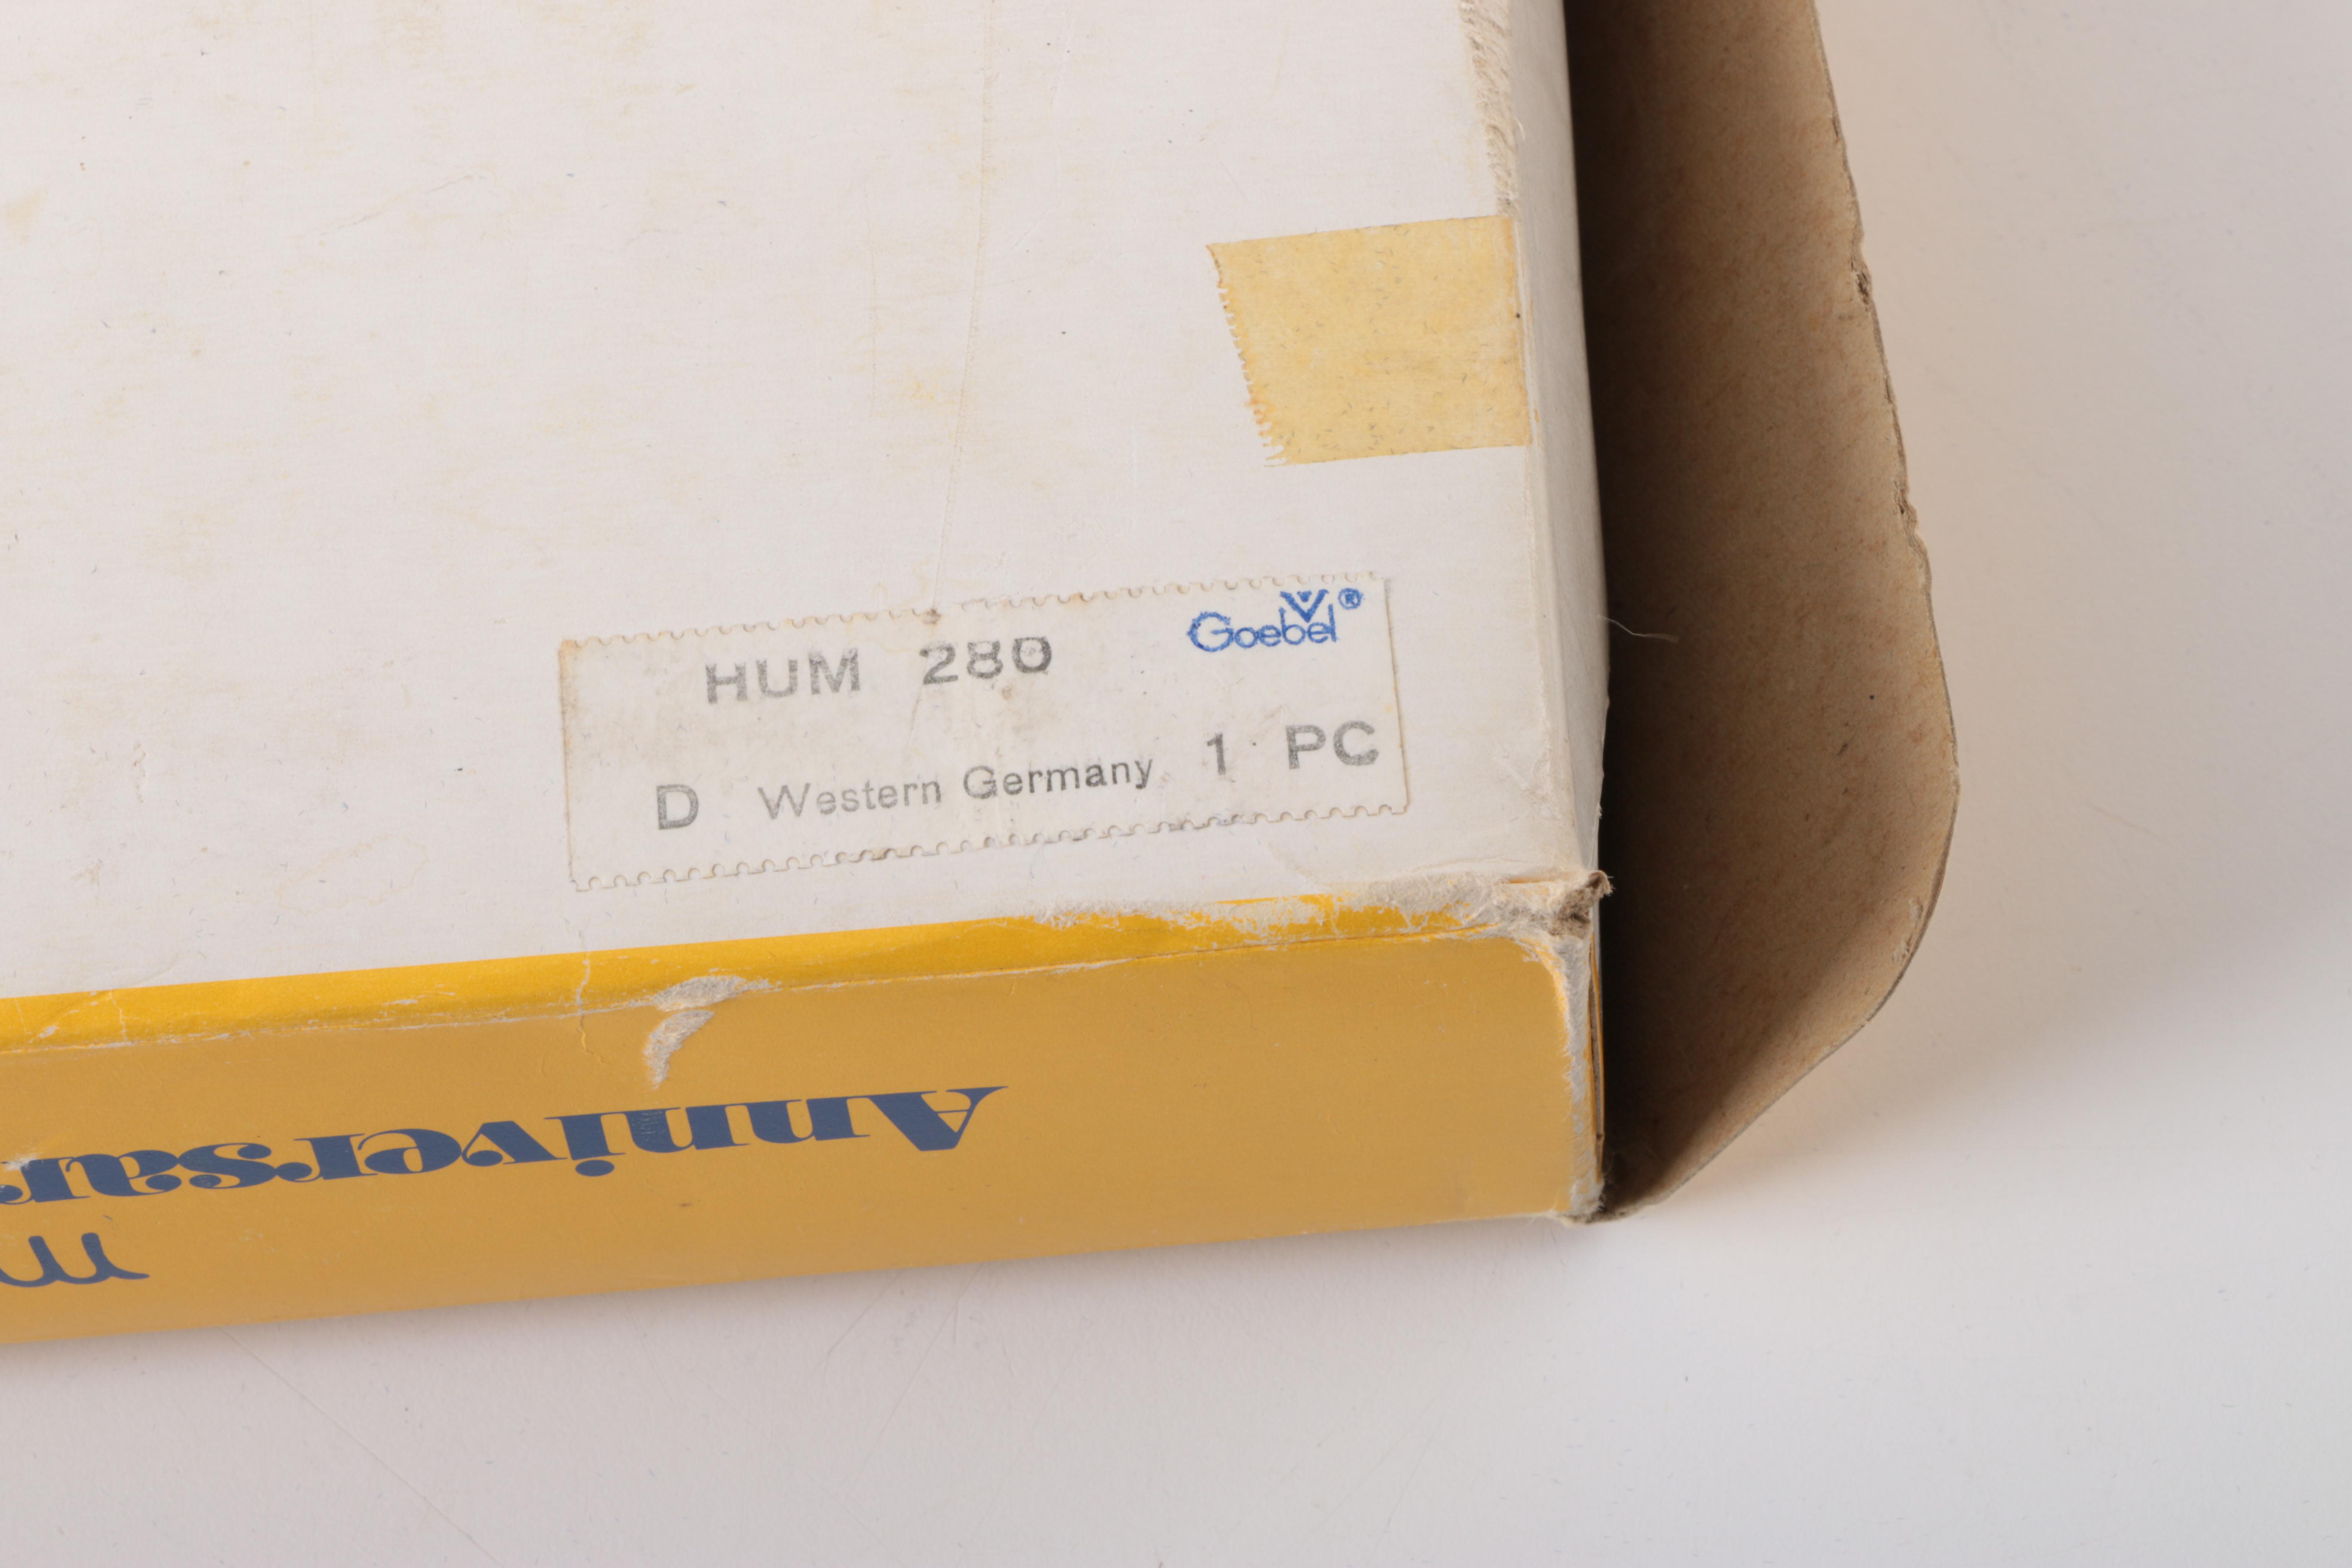 HUM 280 Goebel®
D Western Germany 1 PC
Anniversar
m